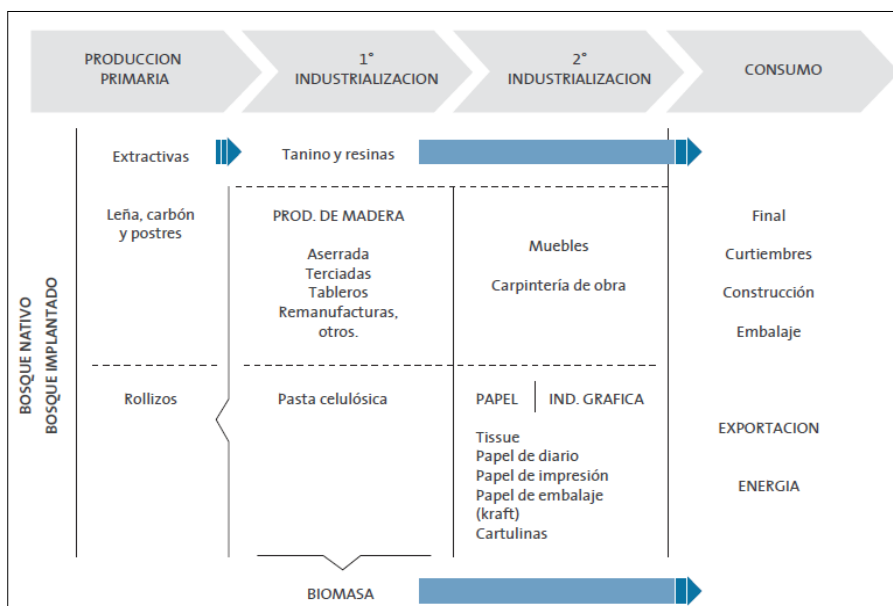 PRODUCCION
PRIMARIA
1°
INDUSTRIALIZACION
2°
INDUSTRIALIZACION
CONSUMO
BOSQUE NATIVO
BOSQUE IMPLANTADO
Extractivas
Tanino y resinas
Leña, carbón
y postres
PROD. DE MADERA
Aserrada
Terciadas
Tableros
Remanufacturas,
otros.
Muebles
Carpintería de obra
Final
Curtiembres
Construcción
Embalaje
Rollizos
Pasta celulósica
PAPEL
IND. GRAFICA
Tissue
Papel de diario
Papel de impresión
Papel de embalaje
(kraft)
Cartulinas
EXPORTACION
ENERGIA
BIOMASA